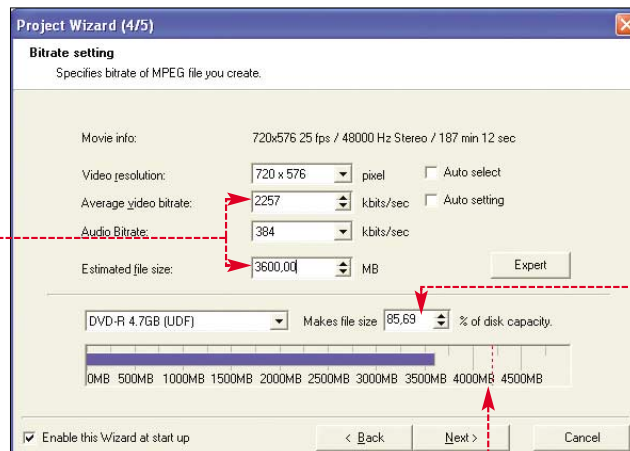 Project Wizard (4/5)
Bitrate setting
Specifies bitrate of MPEG file you create.
Movie info: 720x576 25 fps / 48000 Hz Stereo / 187 min 12 sec
Video resolution: 720 x 576 pixel Auto select
Average video bitrate: 2257 kbits/sec Auto setting
Audio Bitrate: 384 kbits/sec
Estimated file size: 3600,00 MB Expert
DVD-R 4.7GB (UDF) Makes file size 85,69 % of disk capacity.
0MB 500MB 1000MB 1500MB 2000MB 2500MB 3000MB 3500MB 4000MB 4500MB
Enable this Wizard at start up < Back Next > Cancel